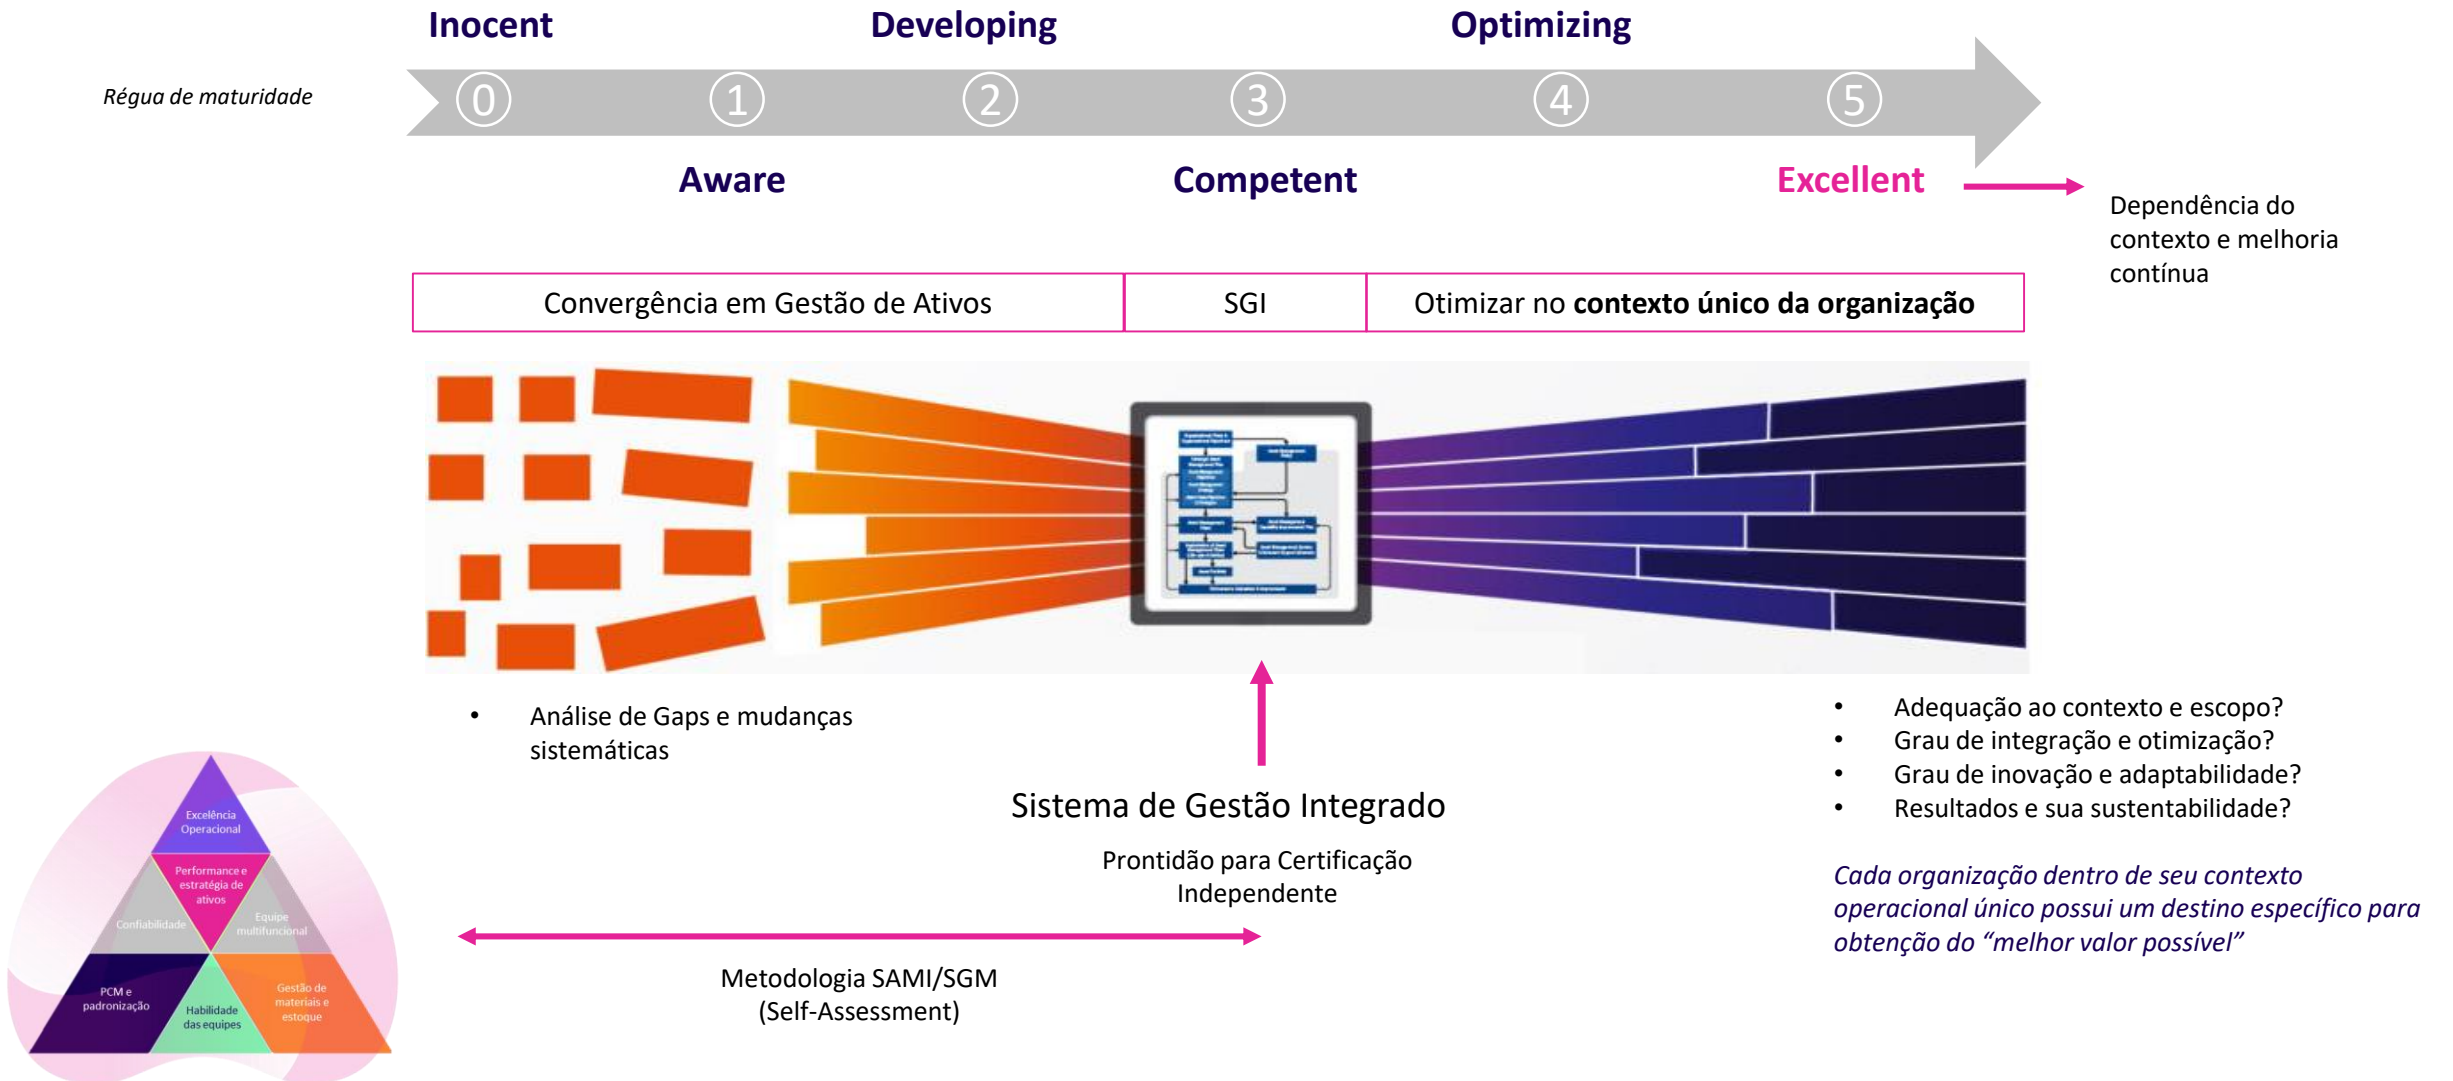 Inocent
Developing
Optimizing
Régua de maturidade
0
1
2
3
4
5
Aware
Competent
Excellent
Dependência do
contexto e melhoria
contínua
Convergência em Gestão de Ativos
SGI
Otimizar no contexto único da organização
• Análise de Gaps e mudanças
sistemáticas
Sistema de Gestão Integrado
Prontidão para Certificação
Independente
Metodologia SAMI/SGM
(Self-Assessment)
• Adequação ao contexto e escopo?
• Grau de integração e otimização?
• Grau de inovação e adaptabilidade?
• Resultados e sua sustentabilidade?
Cada organização dentro de seu contexto
operacional único possui um destino específico para
obtenção do “melhor valor possível”
Excelência
Operacional
Performance e
estratégia de
ativos
Confiabilidade
Equipe
multifuncional
PCM e
padronização
Habilidade
das equipes
Gestão de
materiais e
estoque